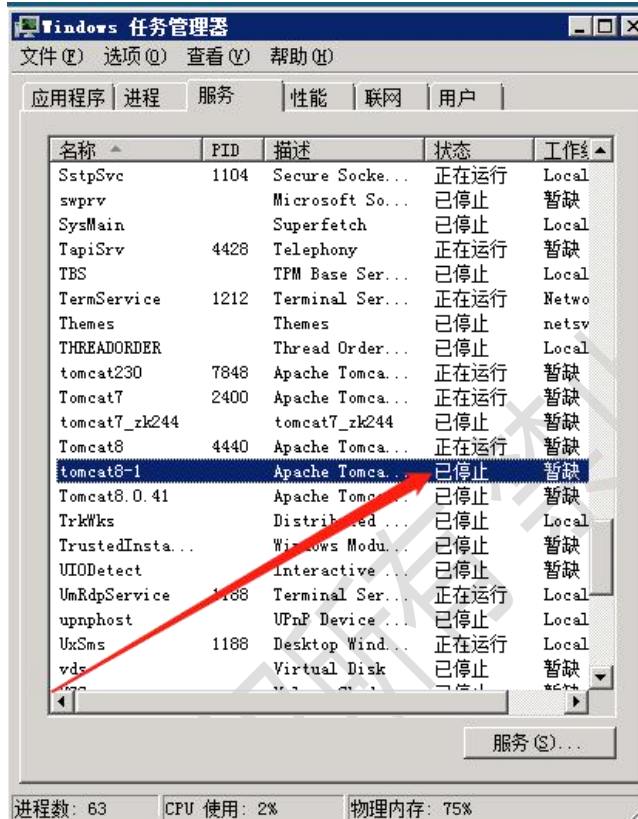 Windows 任务管理器
文件(F) 选项(O) 查看(V) 帮助(H)
应用程序 进程 服务 性能 联网 用户
名称 PID 描述 状态
SstpSvc 1104 Secure Socke... 正在运行 Local
swprv Microsoft So... 已停止 暂缺
SysMain Superfetch 已停止 Local
TapiSrv 4428 Telephony 正在运行 暂缺
TBS TPM Base Ser... 已停止 Local
TermService 1212 Terminal Ser... 正在运行 Netwo
Themes Themes 已停止 netsv
THREADORDER Thread Order... 已停止 Local
tomcat230 7848 Apache Tomca... 正在运行 暂缺
Tomcat7 2400 Apache Tomca... 正在运行 暂缺
tomcat7_zk244 tomcat7_zk244 已停止 暂缺
Tomcat8 4440 Apache Tomca... 正在运行 暂缺
tomcat8-1 Apache Tomca... 已停止 暂缺
Tomcat8.0.41 Apache 已停止 暂缺
TrkWks 已停止 Local
TrustedInsta... Modu... 已停止 暂缺
UI0Detect Interactive ... 已停止 暂缺
UmRdpService 1188 Terminal Ser... 正在运行 Local
upnphost UPnP Device ... 已停止 Local
UxSms 1188 Desktop Wind... 正在运行 Local
vds Virtual Disk 已停止 暂缺
服务(S)...
进程数: 63 CPU 使用: 2% 物理内存: 75%